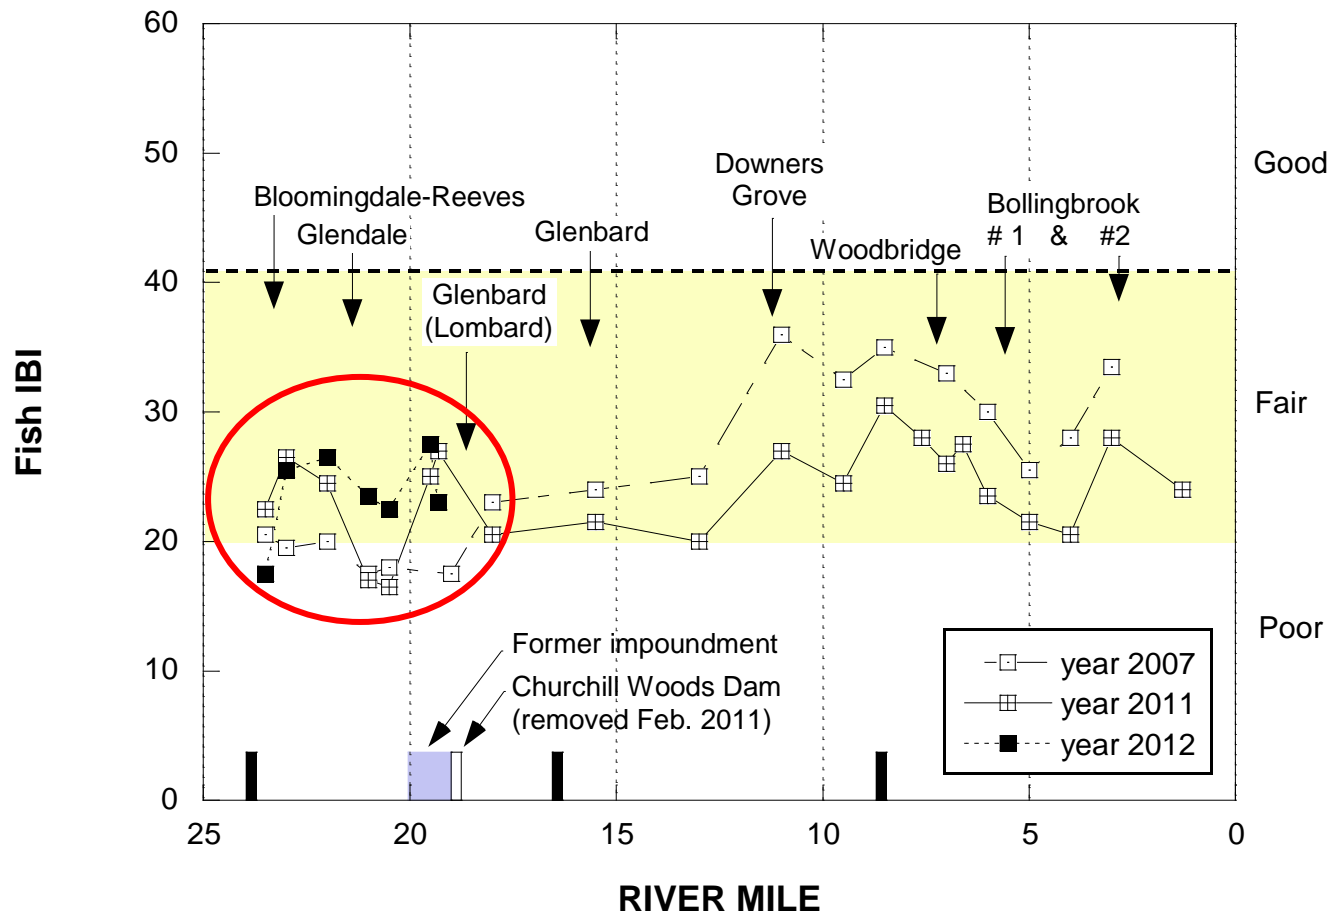 60
50
40
30
20
10
0
Fish IBI
Good
Fair
Poor
Bloomingdale-Reeves
Glendale
Glenbard
(Lombard)
Glenbard
Downers
Grove
Woodbridge
Bollingbrook
# 1 & #2
Former impoundment
Churchill Woods Dam
(removed Feb. 2011)
year 2007
year 2011
year 2012
25 20 15 10 5 0
RIVER MILE